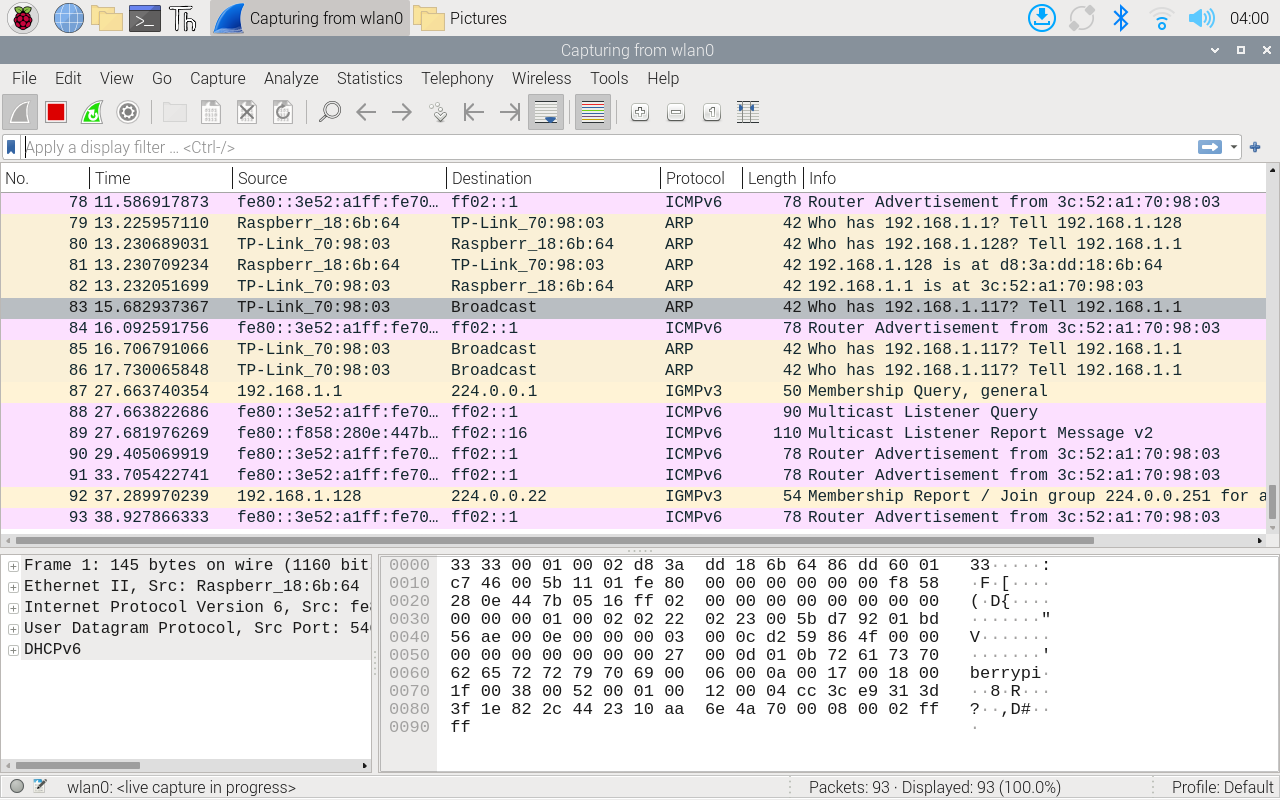 Capturing from wlan0 Pictures 04:00
Capturing from wlan0
File Edit View Go Capture Analyze Statistics Telephony Wireless Tools Help
Apply a display filter … <Ctrl-/>
No. Time Source Destination Protocol Length Info
78 11.586917873 fe80::3e52:a1ff:fe70… ff02::1 ICMPv6 78 Router Advertisement from 3c:52:a1:70:98:03
79 13.225957110 Raspberr_18:6b:64 TP-Link_70:98:03 ARP 42 Who has 192.168.1.1? Tell 192.168.1.128
80 13.230689031 TP-Link_70:98:03 Raspberr_18:6b:64 ARP 42 Who has 192.168.1.128? Tell 192.168.1.1
81 13.230709234 Raspberr_18:6b:64 TP-Link_70:98:03 ARP 42 192.168.1.128 is at d8:3a:dd:18:6b:64
82 13.232051699 TP-Link_70:98:03 Raspberr_18:6b:64 ARP 42 192.168.1.1 is at 3c:52:a1:70:98:03
83 15.682937367 TP-Link_70:98:03 Broadcast ARP 42 Who has 192.168.1.117? Tell 192.168.1.1
84 16.092591756 fe80::3e52:a1ff:fe70… ff02::1 ICMPv6 78 Router Advertisement from 3c:52:a1:70:98:03
85 16.706791066 TP-Link_70:98:03 Broadcast ARP 42 Who has 192.168.1.117? Tell 192.168.1.1
86 17.730065848 TP-Link_70:98:03 Broadcast ARP 42 Who has 192.168.1.117? Tell 192.168.1.1
87 27.663740354 192.168.1.1 224.0.0.1 IGMPv3 50 Membership Query, general
88 27.663822686 fe80::3e52:a1ff:fe70… ff02::1 ICMPv6 90 Multicast Listener Query
89 27.681976269 fe80::f858:280e:447b… ff02::16 ICMPv6 110 Multicast Listener Report Message v2
90 29.405069919 fe80::3e52:a1ff:fe70… ff02::1 ICMPv6 78 Router Advertisement from 3c:52:a1:70:98:03
91 33.705422741 fe80::3e52:a1ff:fe70… ff02::1 ICMPv6 78 Router Advertisement from 3c:52:a1:70:98:03
92 37.289970239 192.168.1.128 224.0.0.22 IGMPv3 54 Membership Report / Join group 224.0.0.251 for a
93 38.927866333 fe80::3e52:a1ff:fe70… ff02::1 ICMPv6 78 Router Advertisement from 3c:52:a1:70:98:03
Frame 1: 145 bytes on wire (1160 bit
Ethernet II, Src: Raspberr_18:6b:64
Internet Protocol Version 6, Src: fe8
User Datagram Protocol, Src Port: 546
DHCPv6
0000 33 33 00 01 00 02 d8 3a dd 18 6b 64 86 dd 60 01 33·····:
0010 c7 46 00 5b 11 01 fe 80 00 00 00 00 00 00 f8 58 ·F·[····
0020 28 0e 44 7b 05 16 ff 02 00 00 00 00 00 00 00 00 (·D{····
0030 00 00 00 01 00 02 02 22 02 23 00 5b d7 92 01 bd ·······"
0040 56 ae 00 0e 00 00 00 03 00 0c d2 59 86 4f 00 00 V·······
0050 00 00 00 00 00 00 00 27 00 0d 01 0b 72 61 73 70 ·······'
0060 62 65 72 72 79 70 69 00 06 00 0a 00 17 00 18 00 berrypi·
0070 1f 00 38 00 52 00 01 00 12 00 04 cc 3c e9 31 3d ··8·R···
0080 3f 1e 82 2c 44 23 10 aa 6e 4a 70 00 08 00 02 ff ?··,D#··
0090 ff ·
wlan0: <live capture in progress> Packets: 93 · Displayed: 93 (100.0%) Profile: Default